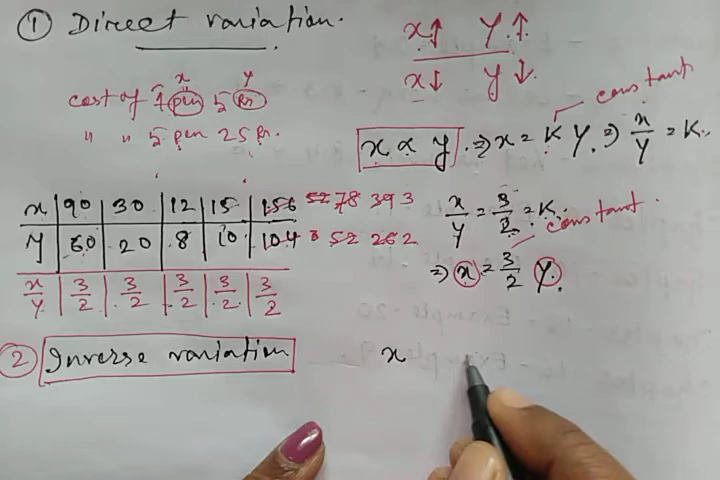 ① Direct variation.
x↑ y↑
x↓ y↓
x y
cost of 1 pen 5 Rs
" " 5 pen 25 Rs.
constant
x ∝ y ⇒ x = K y ⇒ x/y = K.
x | 90 | 30 | 12 | 15 | 156 52 78 39 3
y | 60 | 20 | 8 | 10 | 104 52 26 2
x/y | 3/2 | 3/2 | 3/2 | 3/2 | 3/2
x/y = 3/2 = K.
constant.
⇒ x = 3/2 y.
② Inverse variation
x